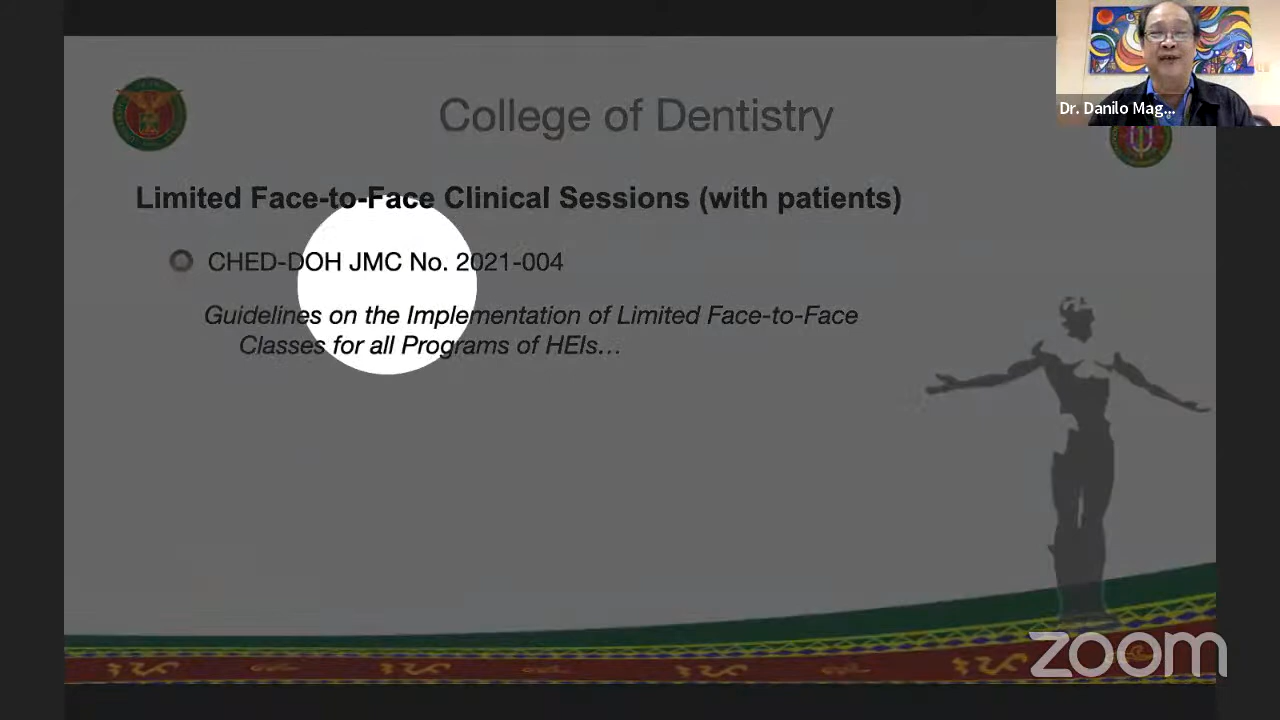 College of Dentistry
Dr. Danilo Mag...
Limited Face-to-Face Clinical Sessions (with patients)
CHED-DOH JMC No. 2021-004
Guidelines on the Implementation of Limited Face-to-Face
Classes for all Programs of HEIs…
zoom